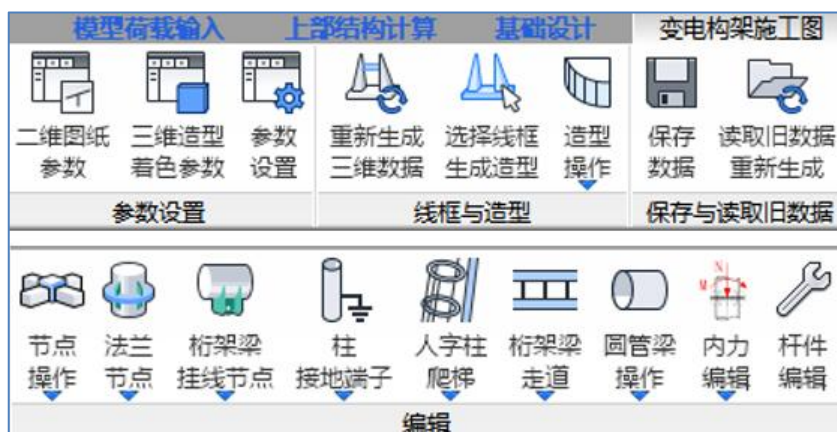 模型荷载输入 上部结构计算 基础设计 变电构架施工图
二维图纸 三维造型 参数 重新生成 选择线框 造型 保存 读取旧数据
参数 着色参数 设置 三维数据 生成造型 操作 数据 重新生成
参数设置 线框与造型 保存与读取旧数据
N
M
节点 法兰 桁架梁 柱 人字柱 桁架梁 圆管梁 内力 杆件
操作 节点 挂线节点 接地端子 爬梯 走道 操作 编辑 编辑
编辑